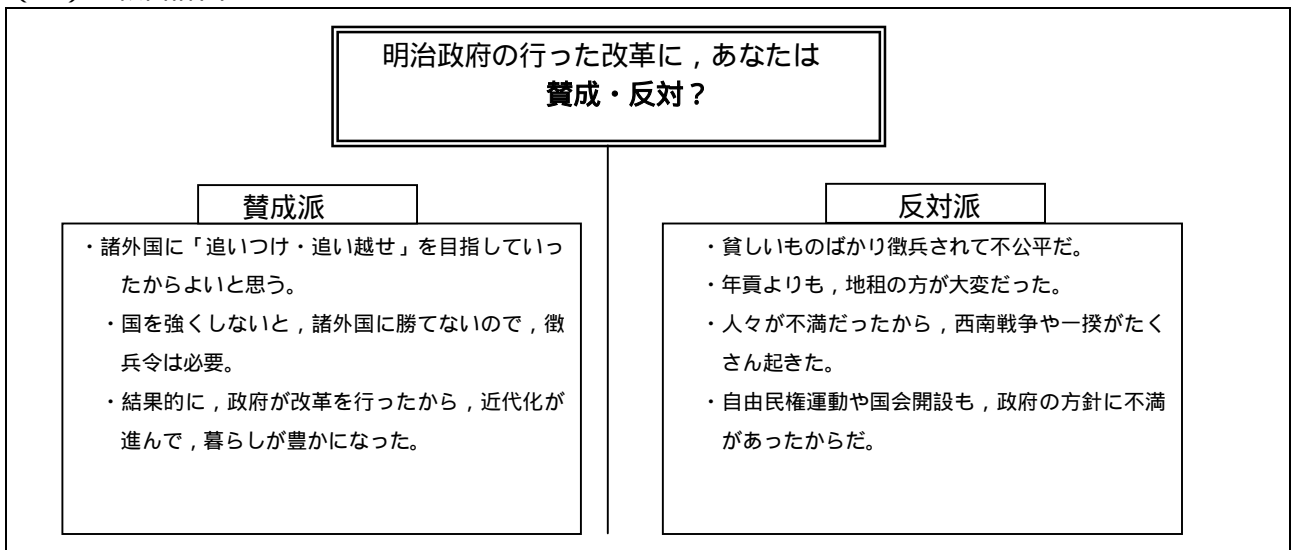 明治政府の行った改革に，あなたは
賛成・反対？
賛成派
・諸外国に「追いつけ・追い越せ」を目指していっ
たからよいと思う。
・国を強くしないと，諸外国に勝てないので，徴
兵令は必要。
・結果的に，政府が改革を行ったから，近代化が
進んで，暮らしが豊かになった。
反対派
・貧しいものばかり徴兵されて不公平だ。
・年貢よりも，地租の方が大変だった。
・人々が不満だったから，西南戦争や一揆がたく
さん起きた。
・自由民権運動や国会開設も，政府の方針に不満
があったからだ。